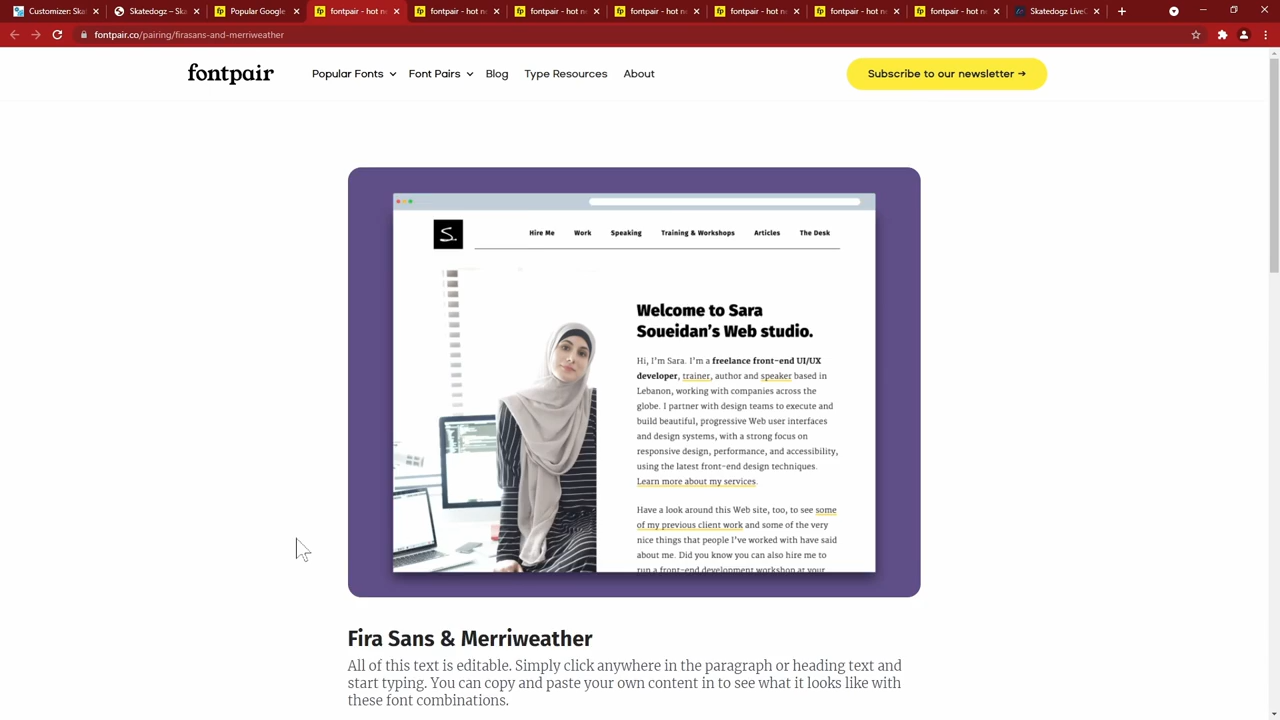 Customize: Ska
Skatedogz - Sk
Skatedogz - Sk
Popular Google
fontpair - hot n
fontpair - hot n
fontpair - hot n
fontpair - hot n
fontpair - hot n
fontpair - hot n
fontpair - hot n
Skatedogz LiveC
fontpair.co/pairing/firasans-and-merriweather
fontpair
Popular Fonts
Font Pairs
Blog
Type Resources
About
Subscribe to our newsletter →
S.
Hire Me
Work
Speaking
Training & Workshops
Articles
The Desk
Welcome to Sara
Soueidan's Web studio.
Hi, I'm Sara. I'm a freelance front-end UI/UX
developer, trainer, author and speaker based in
Lebanon, working with companies across the
globe. I partner with design teams to execute and
build beautiful, progressive Web user interfaces
and design systems, with a strong focus on
responsive design, performance, and accessibility,
using the latest front-end design techniques.
Learn more about my services.
Have a look around this Web site, too, to see some
of my previous client work and some of the very
nice things that people I've worked with have said
about me. Did you know you can also hire me to
run a front-end development workshop at your
Fira Sans & Merriweather
All of this text is editable. Simply click anywhere in the paragraph or heading text and
start typing. You can copy and paste your own content in to see what it looks like with
these font combinations.